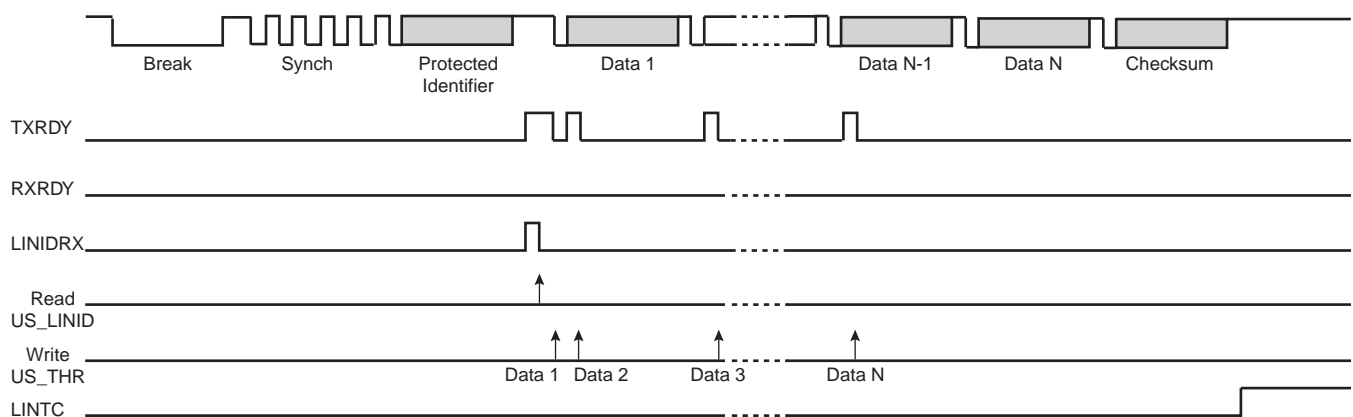 Break
Synch
Protected
Identifier
Data 1
Data N-1
Data N
Checksum
TXRDY
RXRDY
LINIDRX
Read
US_LINID
Write
US_THR
Data 1
Data 2
Data 3
Data N
LINTC